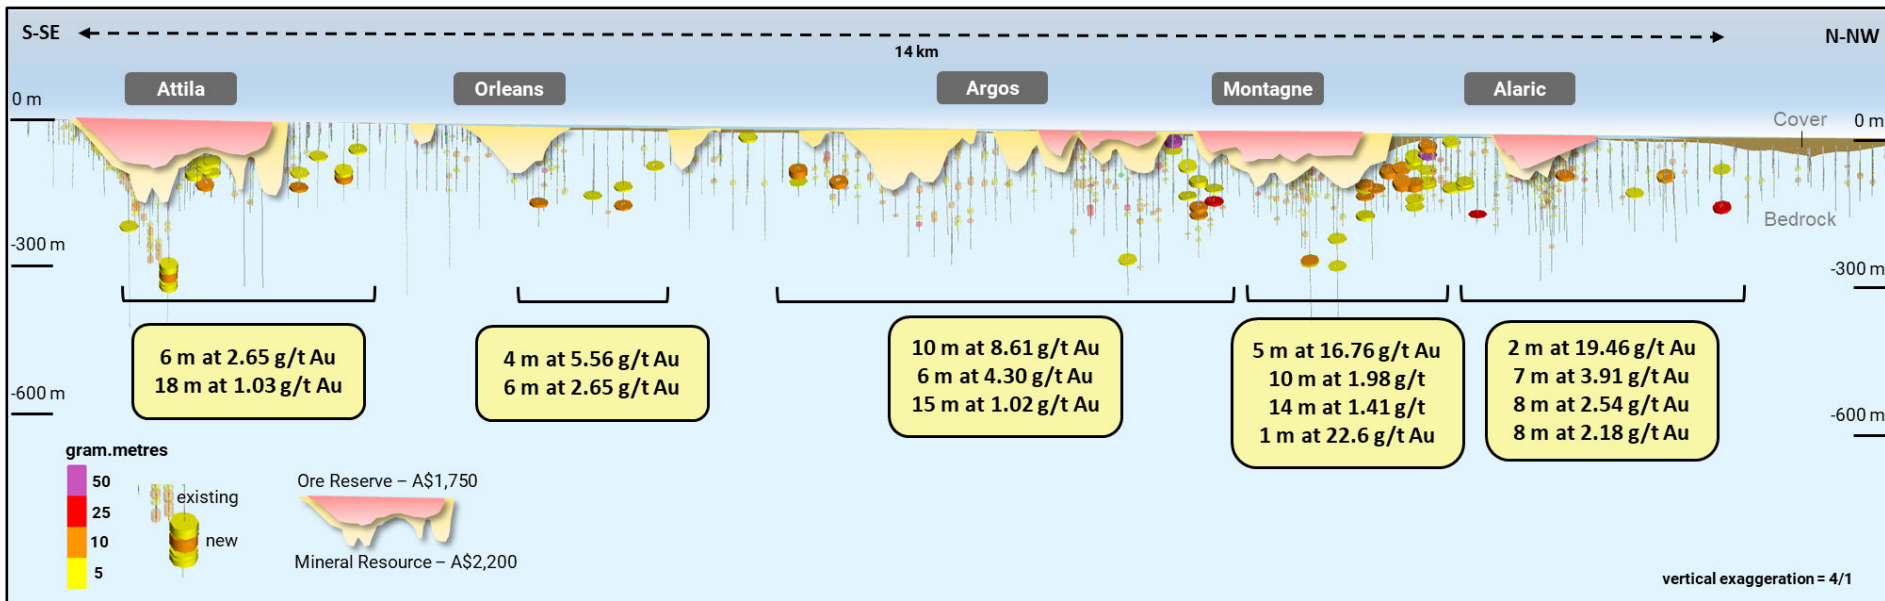 S-SE
N-NW
14 km
Attila
Orleans
Argos
Montagne
Alaric
0 m
Cover
0 m
Bedrock
-300 m
-300 m
6 m at 2.65 g/t Au
18 m at 1.03 g/t Au
4 m at 5.56 g/t Au
6 m at 2.65 g/t Au
10 m at 8.61 g/t Au
6 m at 4.30 g/t Au
15 m at 1.02 g/t Au
5 m at 16.76 g/t Au
10 m at 1.98 g/t
14 m at 1.41 g/t
1 m at 22.6 g/t Au
2 m at 19.46 g/t Au
7 m at 3.91 g/t Au
8 m at 2.54 g/t Au
8 m at 2.18 g/t Au
-600 m
-600 m
gram.metres
50
25
10
5
existing
new
Ore Reserve – A$1,750
Mineral Resource – A$2,200
vertical exaggeration = 4/1